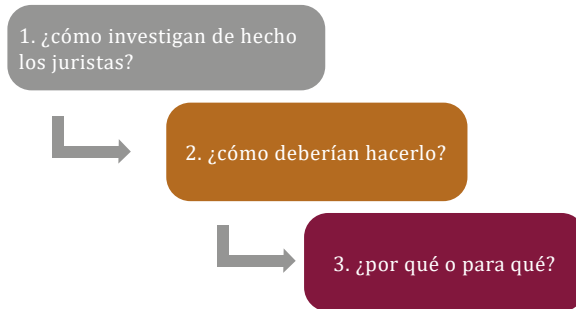 1. ¿cómo investigan de hecho
los juristas?
2. ¿cómo deberían hacerlo?
3. ¿por qué o para qué?